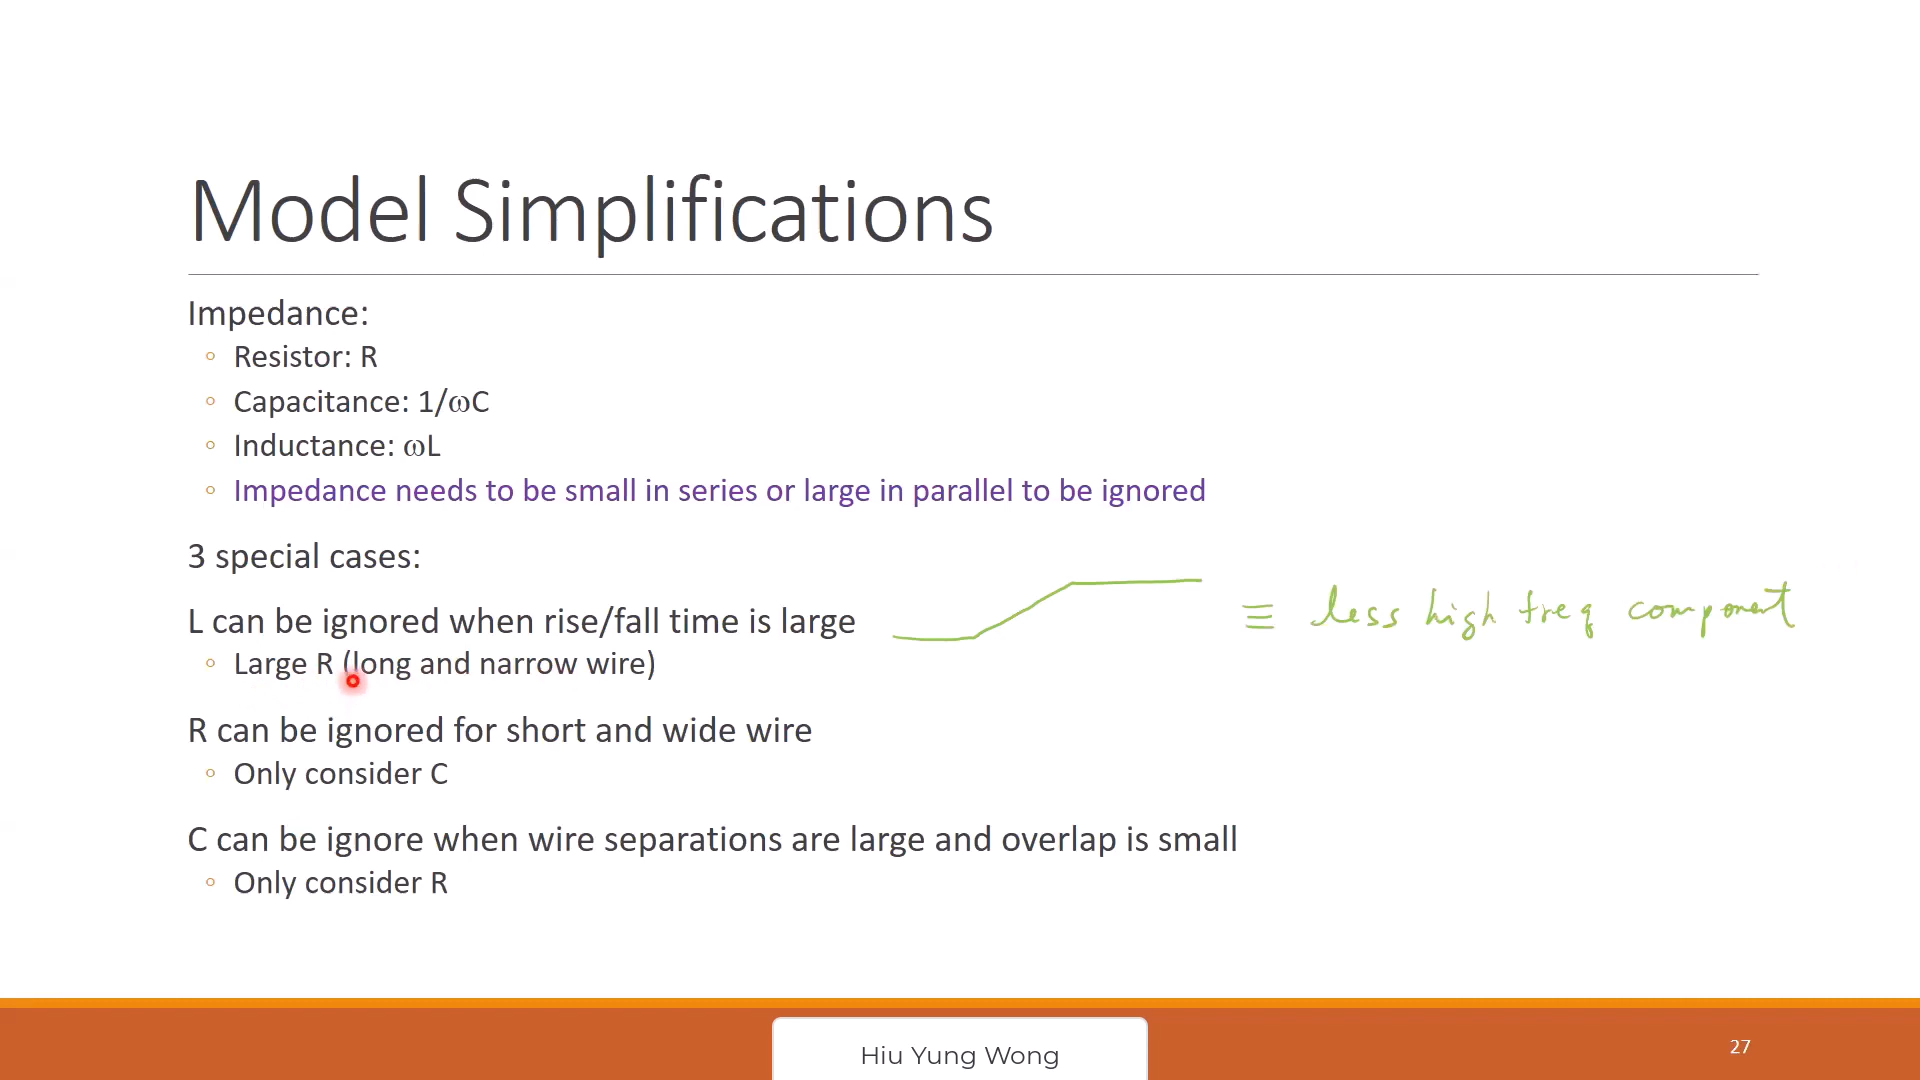 Model Simplifications
Impedance:
◦ Resistor: R
◦ Capacitance: 1/ωC
◦ Inductance: ωL
◦ Impedance needs to be small in series or large in parallel to be ignored
3 special cases:
L can be ignored when rise/fall time is large ≡ less high freq component
◦ Large R (long and narrow wire)
R can be ignored for short and wide wire
◦ Only consider C
C can be ignore when wire separations are large and overlap is small
◦ Only consider R
Hiu Yung Wong
27